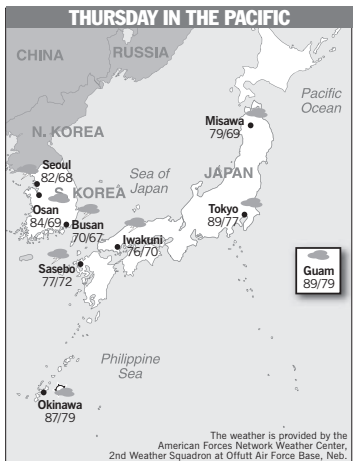 THURSDAY IN THE PACIFIC
CHINA
RUSSIA
Pacific
Ocean
Misawa
79/69
N. KOREA
Seoul
82/68
Sea of
Japan
JAPAN
S. KOREA
Osan
84/69
Busan
70/67
Tokyo
89/77
Iwakuni
76/70
Sasebo
77/72
Guam
89/79
Philippine
Sea
Okinawa
87/79
The weather is provided by the
American Forces Network Weather Center,
2nd Weather Squadron at Offutt Air Force Base, Neb.